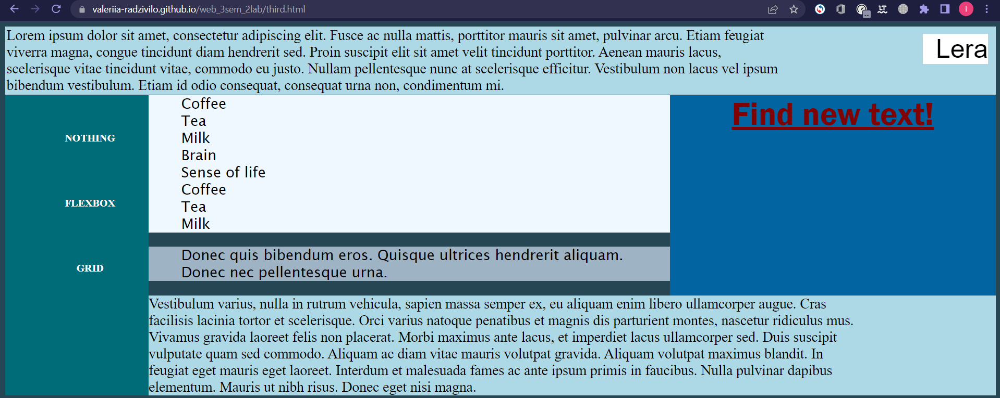 valeriia-radzivilo.github.io/web_3sem_2lab/third.html
I
Lorem ipsum dolor sit amet, consectetur adipiscing elit. Fusce ac nulla mattis, porttitor mauris sit amet, pulvinar arcu. Etiam feugiat
viverra magna, congue tincidunt diam hendrerit sed. Proin suscipit elit sit amet velit tincidunt porttitor. Aenean mauris lacus,
scelerisque vitae tincidunt vitae, commodo eu justo. Nullam pellentesque nunc at scelerisque efficitur. Vestibulum non lacus vel ipsum
bibendum vestibulum. Etiam id odio consequat, consequat urna non, condimentum mi.
Lera
NOTHING
FLEXBOX
GRID
Coffee
Tea
Milk
Brain
Sense of life
Coffee
Tea
Milk
Donec quis bibendum eros. Quisque ultrices hendrerit aliquam.
Donec nec pellentesque urna.
Find new text!
Vestibulum varius, nulla in rutrum vehicula, sapien massa semper ex, eu aliquam enim libero ullamcorper augue. Cras
facilisis lacinia tortor et scelerisque. Orci varius natoque penatibus et magnis dis parturient montes, nascetur ridiculus mus.
Vivamus gravida laoreet felis non placerat. Morbi maximus ante lacus, et imperdiet lacus ullamcorper sed. Duis suscipit
vulputate quam sed commodo. Aliquam ac diam vitae mauris volutpat gravida. Aliquam volutpat maximus blandit. In
feugiat eget mauris eget laoreet. Interdum et malesuada fames ac ante ipsum primis in faucibus. Nulla pulvinar dapibus
elementum. Mauris ut nibh risus. Donec eget nisi magna.